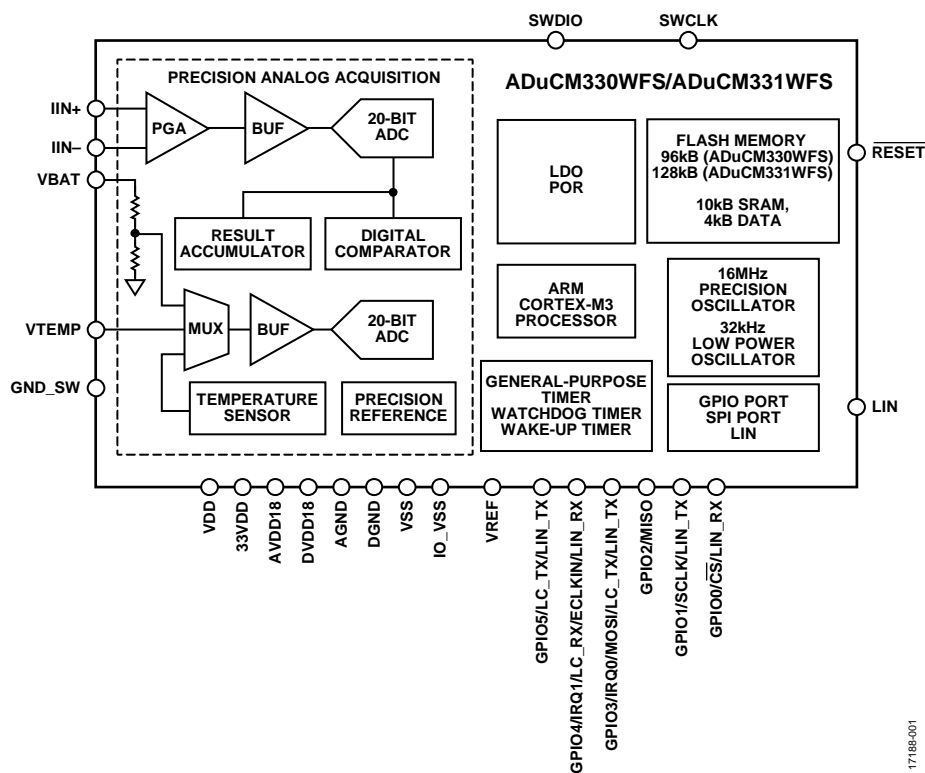 SWDIO
SWCLK
PRECISION ANALOG ACQUISITION
ADuCM330WFS/ADuCM331WFS
IIN+
IIN–
VBAT
VTEMP
GND_SW
PGA
BUF
20-BIT
ADC
RESULT
ACCUMULATOR
DIGITAL
COMPARATOR
MUX
BUF
20-BIT
ADC
TEMPERATURE
SENSOR
PRECISION
REFERENCE
LDO
POR
FLASH MEMORY
96kB (ADuCM330WFS)
128kB (ADuCM331WFS)
10kB SRAM,
4kB DATA
ARM
CORTEX-M3
PROCESSOR
16MHz
PRECISION
OSCILLATOR
32kHz
LOW POWER
OSCILLATOR
GENERAL-PURPOSE
TIMER
WATCHDOG TIMER
WAKE-UP TIMER
GPIO PORT
SPI PORT
LIN
RESET
LIN
VDD
33VDD
AVDD18
DVDD18
AGND
DGND
VSS
IO_VSS
VREF
GPIO5/LC_TX/LIN_TX
GPIO4/IRQ1/LC_RX/ECLKIN/LIN_RX
GPIO3/IRQ0/MOSI/LC_TX/LIN_TX
GPIO2/MISO
GPIO1/SCLK/LIN_TX
GPIO0/CS/LIN_RX
17188-001